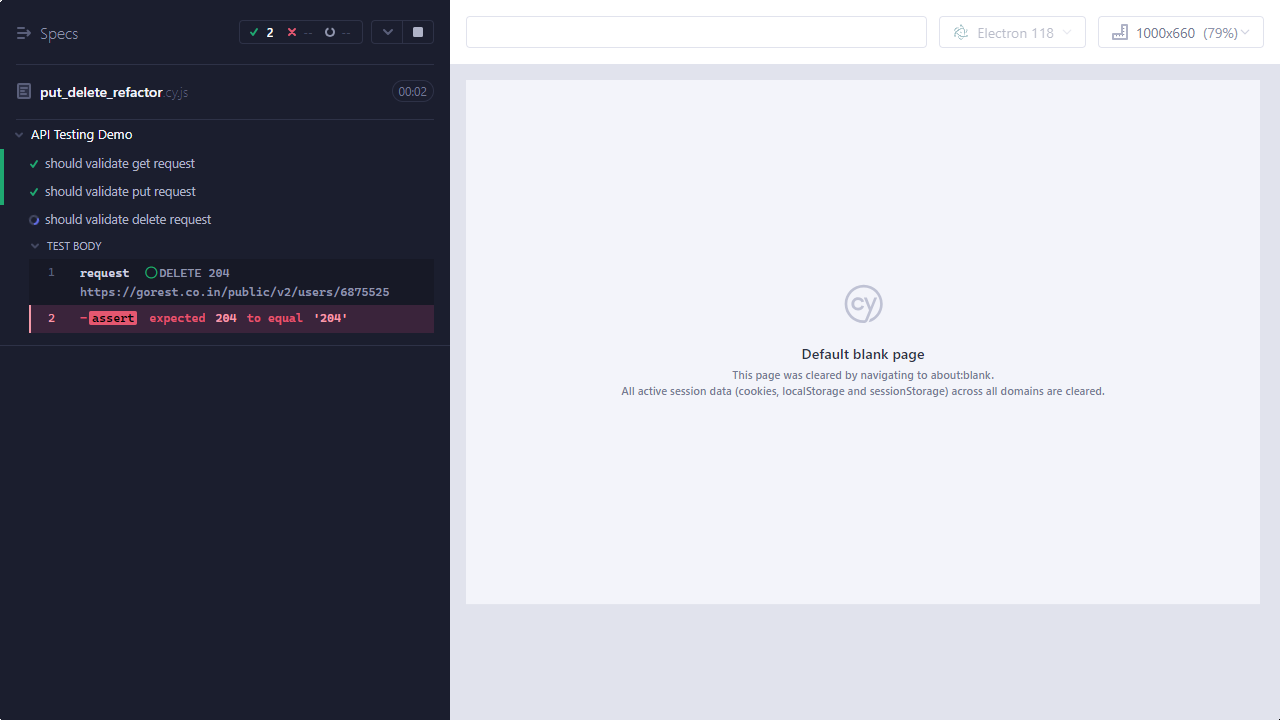 Specs
2 -- --
put_delete_refactor.cy.js 00:02
API Testing Demo
should validate get request
should validate put request
should validate delete request
TEST BODY
1 request DELETE 204
https://gorest.co.in/public/v2/users/6875525
2 -assert expected 204 to equal '204'
Electron 118
1000x660 (79%)
cy
Default blank page
This page was cleared by navigating to about:blank.
All active session data (cookies, localStorage and sessionStorage) across all domains are cleared.